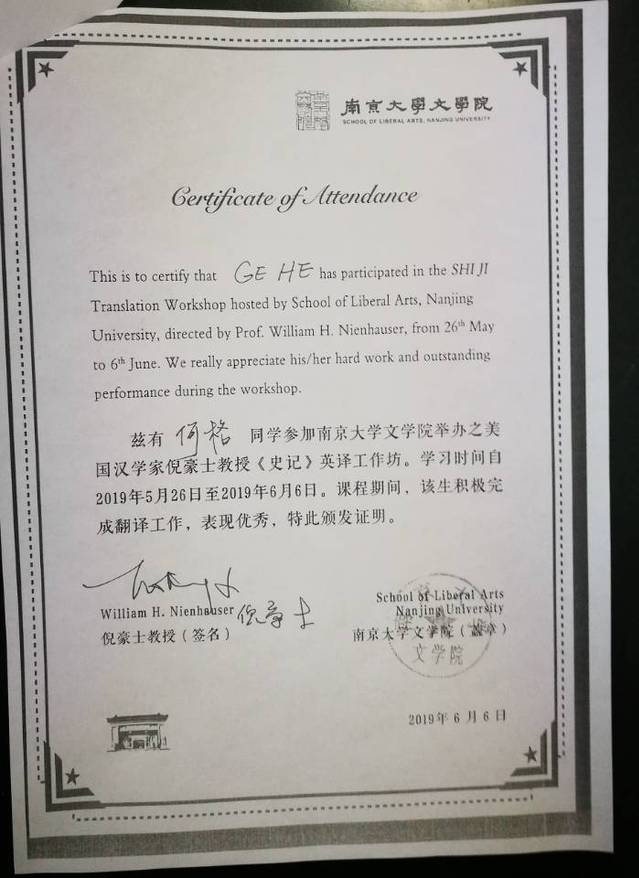 南京大學文學院
SCHOOL OF LIBERAL ARTS, NANJING UNIVERSITY
Certificate of Attendance
This is to certify that GE HE has participated in the SHI JI
Translation Workshop hosted by School of Liberal Arts, Nanjing
University, directed by Prof. William H. Nienhauser, from 26th May
to 6th June. We really appreciate his/her hard work and outstanding
performance during the workshop.
兹有 何格 同学参加南京大学文学院举办之美
国汉学家倪豪士教授《史记》英译工作坊。学习时间自
2019年5月26日至2019年6月6日。课程期间，该生积极完
成翻译工作，表现优秀，特此颁发证明。
William H. Nienhauser 倪豪士
倪豪士教授（签名）
School of Liberal Arts
Nanjing University
南京大学文学院（盖章）
文学院
2019年6月6日